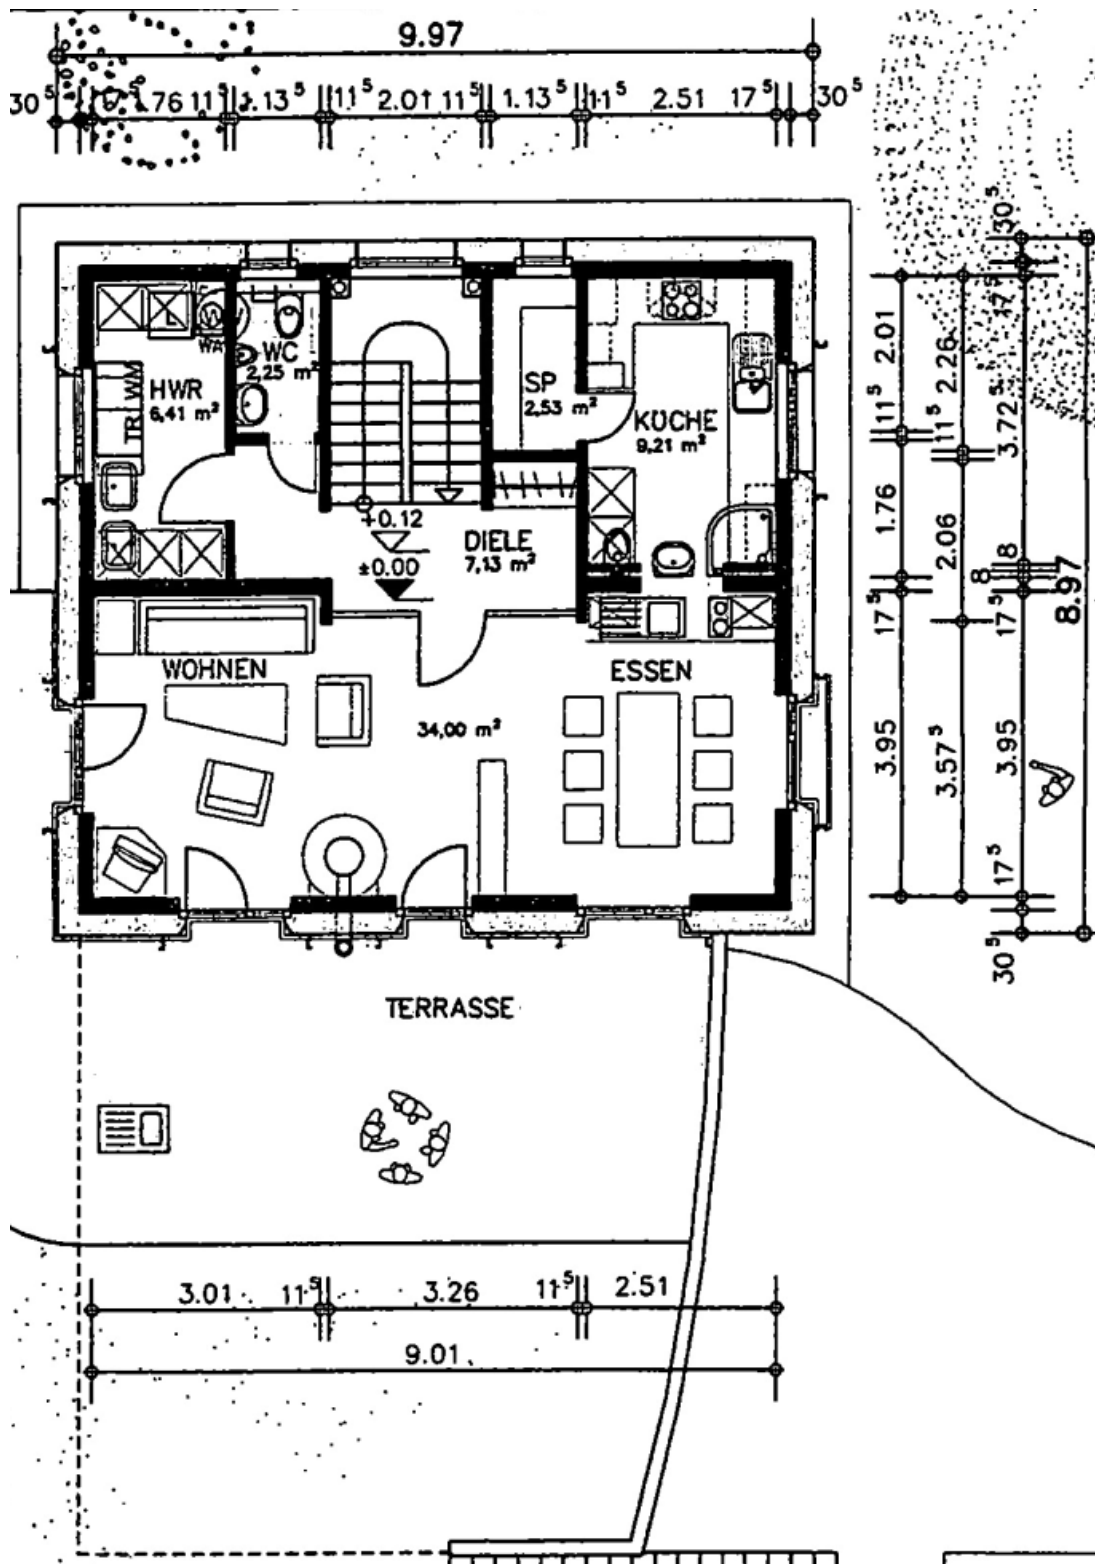 9.97
30⁵ 1.76 11⁵ 1.13⁵ 11⁵ 2.01 11⁵ 1.13⁵ 11⁵ 2.51 17⁵ 30⁵
30⁵
17⁵
2.01
2.26
3.72⁵
11⁵
11⁵
1.76
2.06
8
8
17⁵
17⁵
8.97
3.95
3.57⁵
3.95
17⁵
30⁵
WA
WC
2,25 m²
HWR
6,41 m²
WM
TR
SP
2,53 m²
KÜCHE
9,21 m²
+0.12
±0.00
DIELE
7,13 m²
WOHNEN
ESSEN
34,00 m²
TERRASSE
3.01 11⁵ 3.26 11⁵ 2.51
9.01